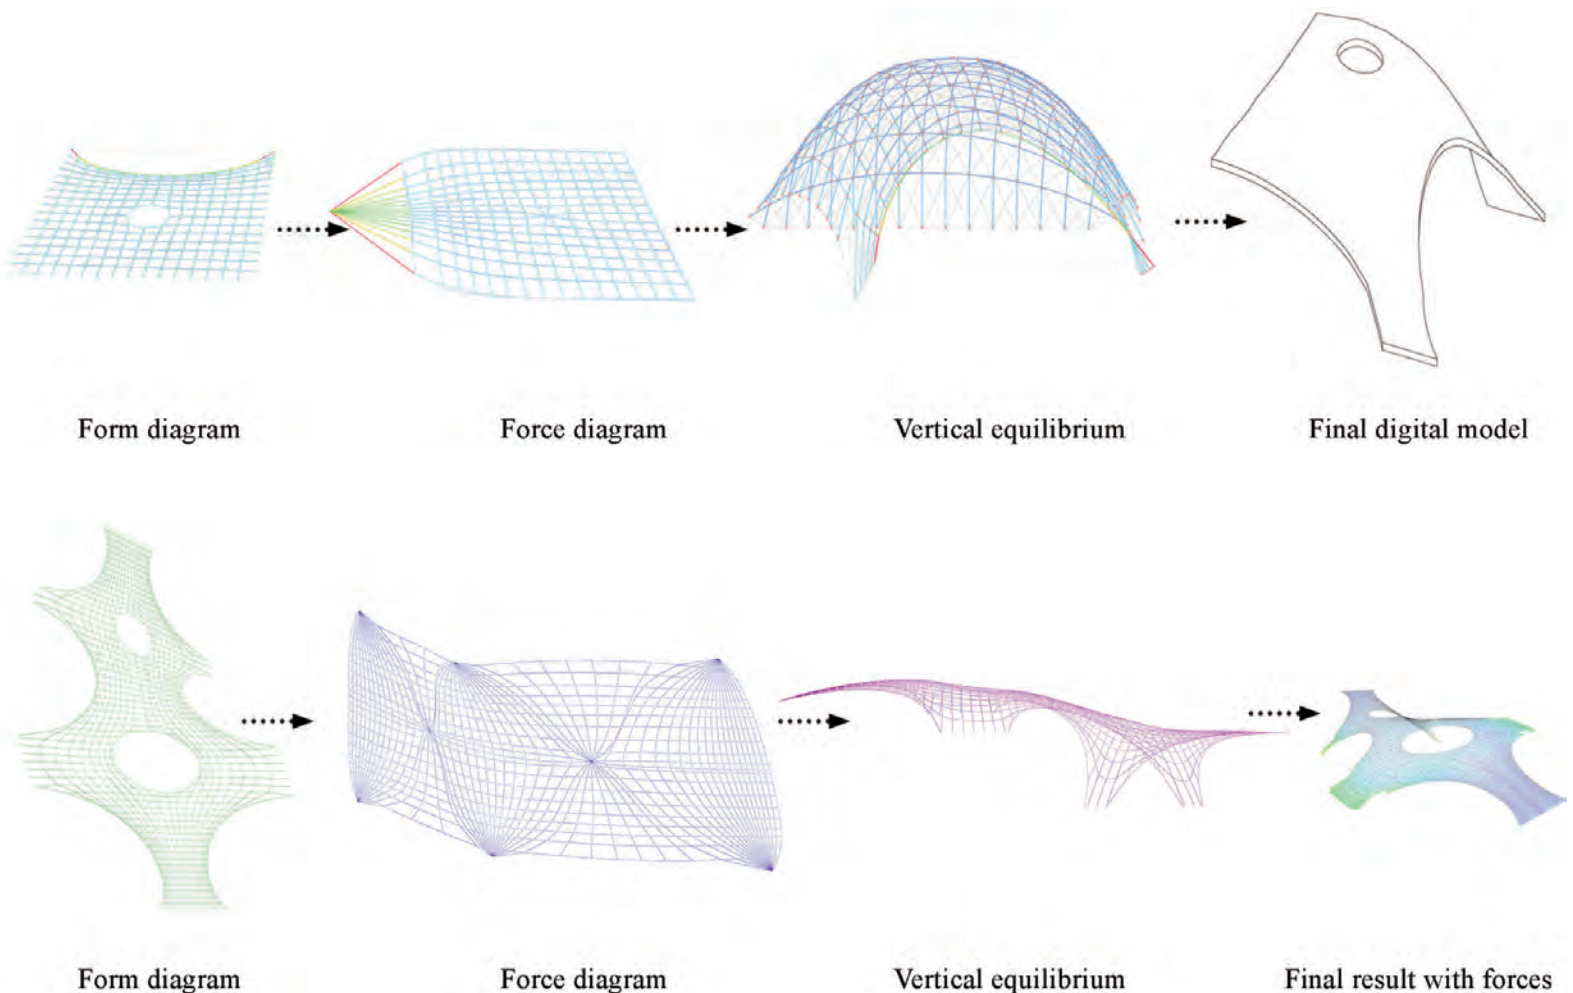 Form diagram
Force diagram
Vertical equilibrium
Final digital model
Form diagram
Force diagram
Vertical equilibrium
Final result with forces